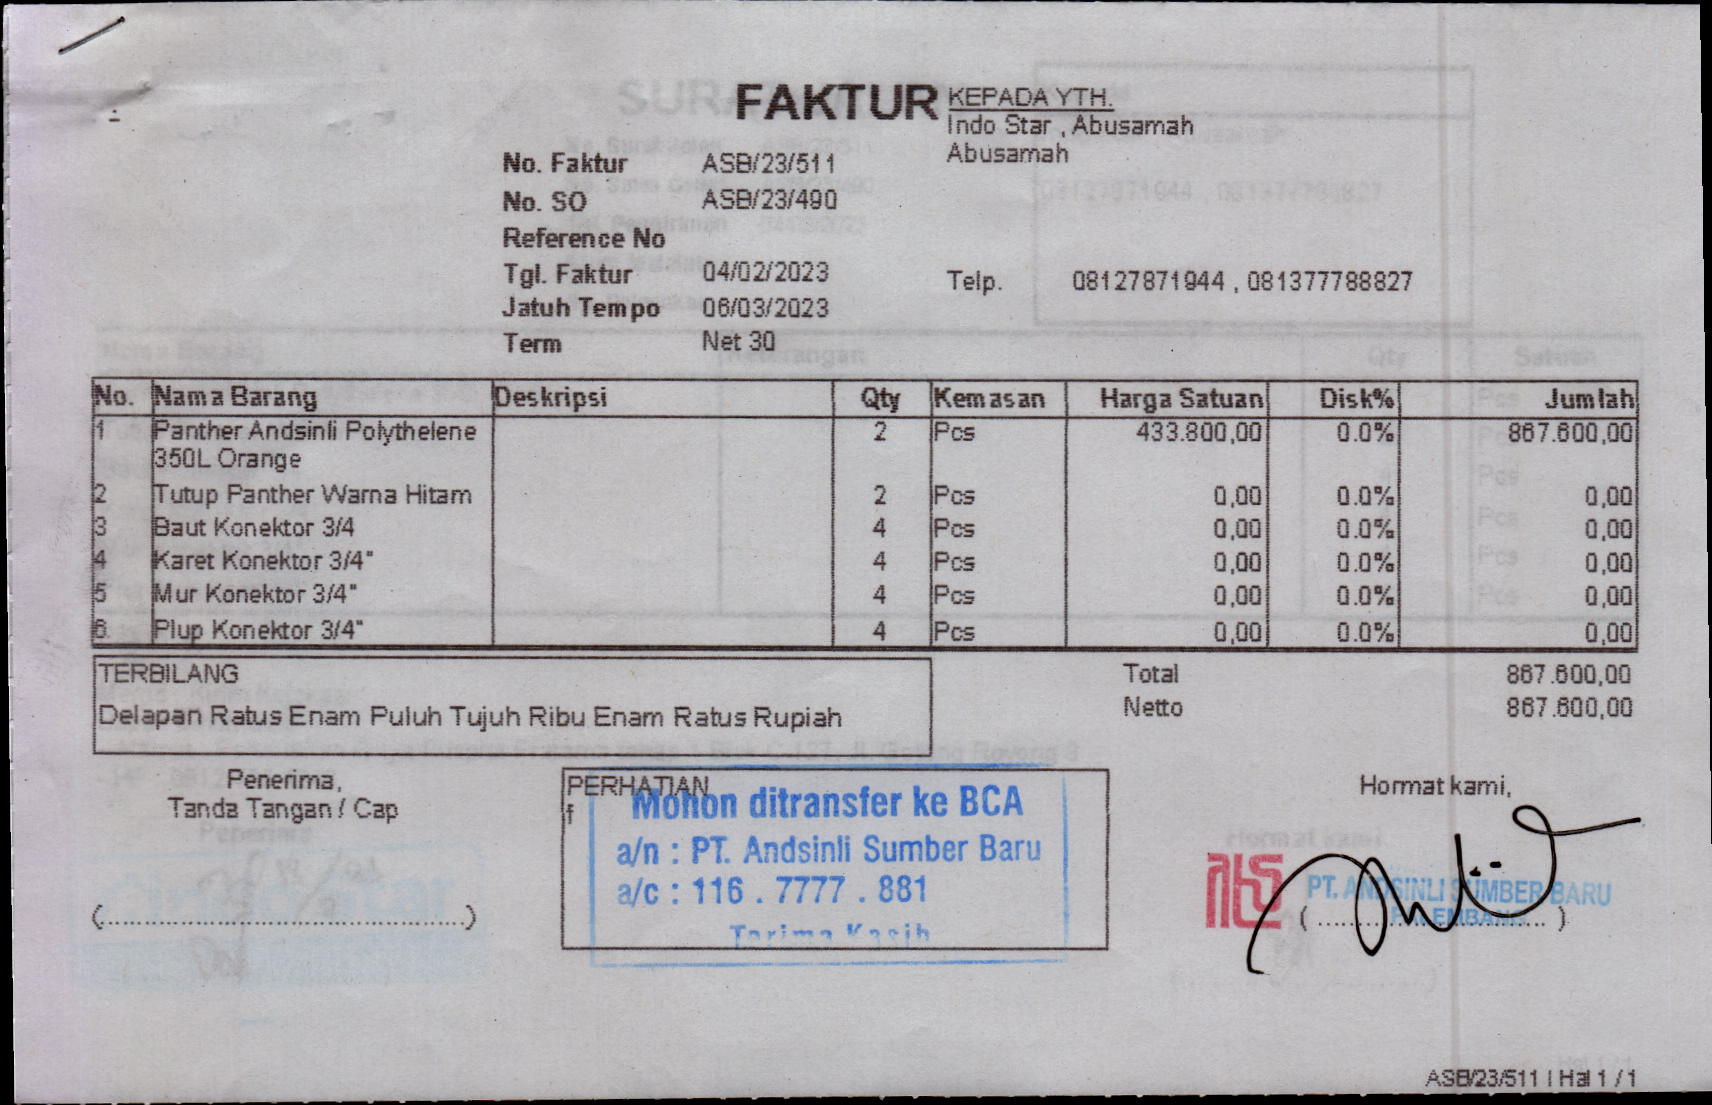 FAKTUR
KEPADA YTH.
Indo Star , Abusamah
Abusamah
No. Faktur ASB/23/511
No. SO ASB/23/490
Reference No
Tgl. Faktur 04/02/2023
Telp. 08127871944 , 081377788827
Jatuh Tempo 06/03/2023
Term Net 30
No. Nama Barang Deskripsi Qty Kemasan Harga Satuan Disk% Jumlah
1 Panther Andsinli Polythelene 2 Pcs 433.800,00 0.0% 867.600,00
350L Orange
2 Tutup Panther Warna Hitam 2 Pcs 0,00 0.0% 0,00
3 Baut Konektor 3/4 4 Pcs 0,00 0.0% 0,00
4 Karet Konektor 3/4" 4 Pcs 0,00 0.0% 0,00
5 Mur Konektor 3/4" 4 Pcs 0,00 0.0% 0,00
6. Plup Konektor 3/4" 4 Pcs 0,00 0.0% 0,00
TERBILANG
Delapan Ratus Enam Puluh Tujuh Ribu Enam Ratus Rupiah
Total 867.600,00
Netto 867.600,00
Penerima,
Tanda Tangan / Cap
(..........................................)
PERHATIAN
f
Mohon ditransfer ke BCA
a/n : PT. Andsinli Sumber Baru
a/c : 116 . 7777 . 881
Terima Kasih
Hormat kami,
PT. ANDSINLI SUMBER BARU
PALEMBANG
(..........................)
ASB/23/511 | Hal 1 / 1